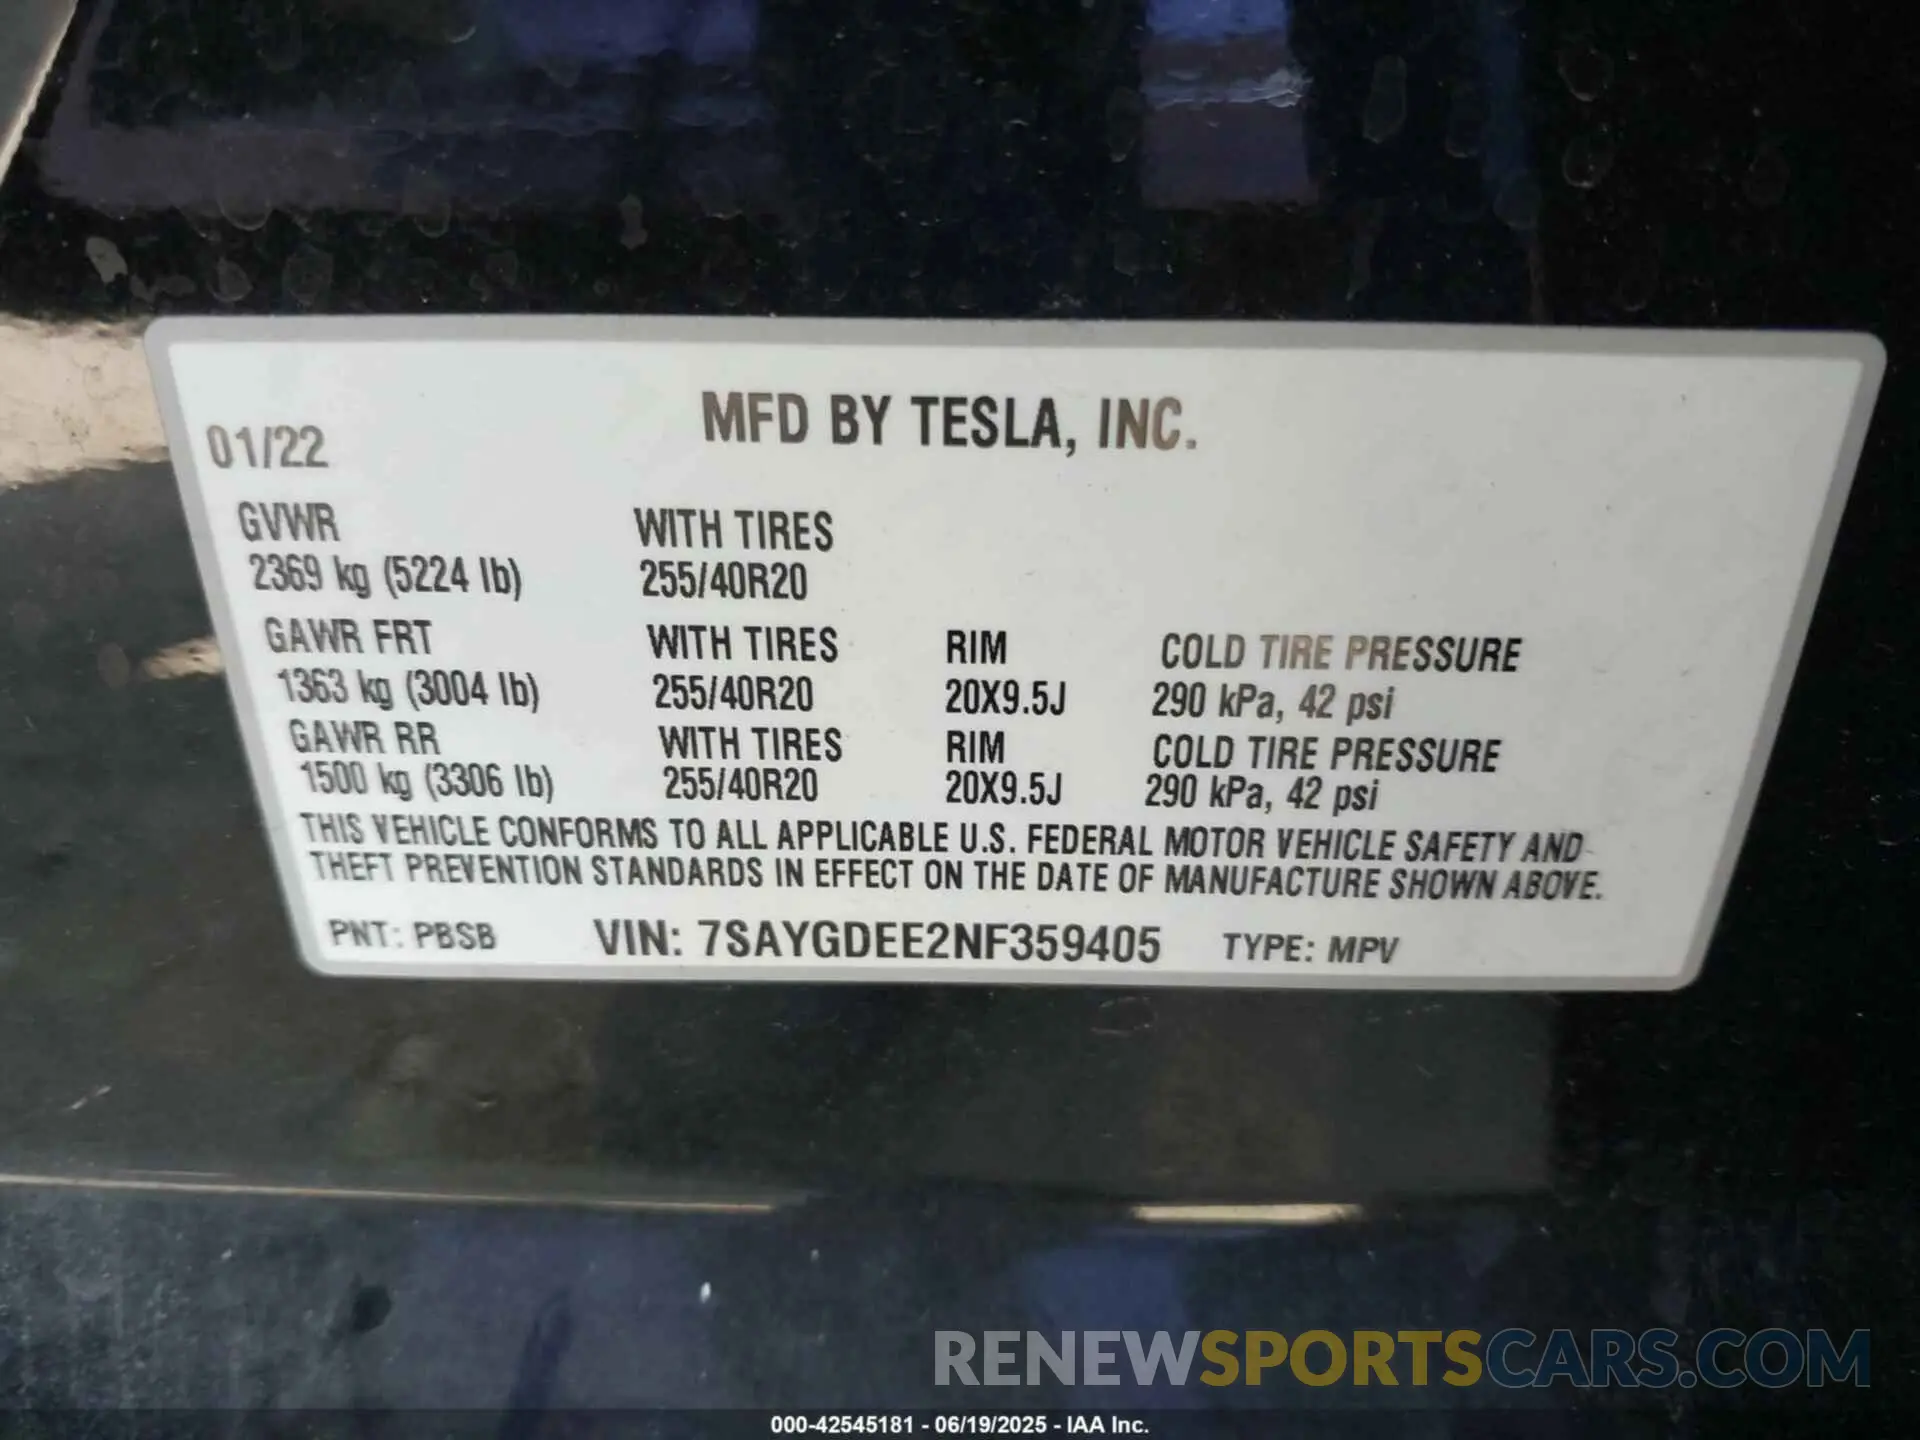 MFD BY TESLA, INC.
01/22
GVWR WITH TIRES
2369 kg (5224 lb) 255/40R20
GAWR FRT WITH TIRES RIM COLD TIRE PRESSURE
1363 kg (3004 lb) 255/40R20 20X9.5J 290 kPa, 42 psi
GAWR RR WITH TIRES RIM COLD TIRE PRESSURE
1500 kg (3306 lb) 255/40R20 20X9.5J 290 kPa, 42 psi
THIS VEHICLE CONFORMS TO ALL APPLICABLE U.S. FEDERAL MOTOR VEHICLE SAFETY AND
THEFT PREVENTION STANDARDS IN EFFECT ON THE DATE OF MANUFACTURE SHOWN ABOVE.
PNT: PBSB VIN: 7SAYGDEE2NF359405 TYPE: MPV
RENEWSPORTSCARS.COM
000-42545181 - 06/19/2025 - IAA Inc.